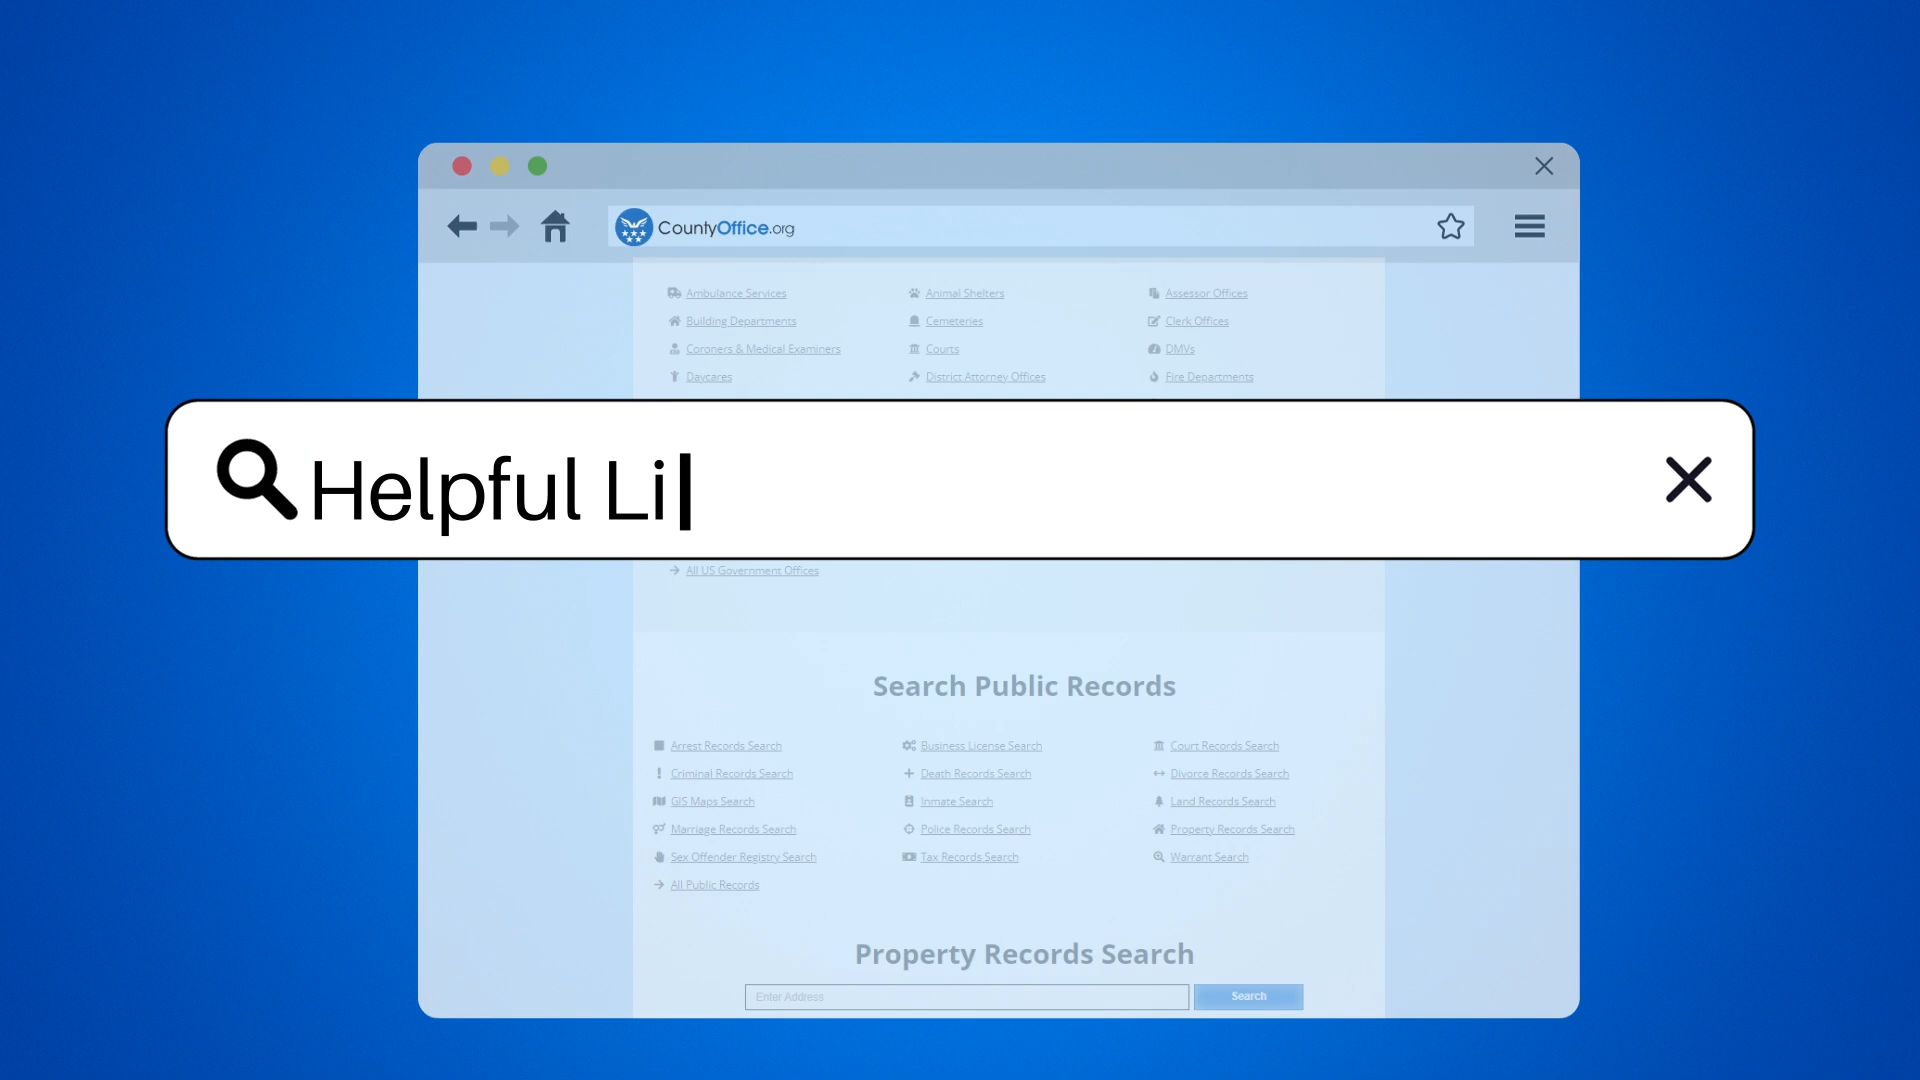 CountyOffice.org
Ambulance Services Animal Shelters Assessor Offices
Building Departments Cemeteries Clerk Offices
Coroners & Medical Examiners Courts DMVs
Daycares District Attorney Offices Fire Departments
Helpful Li
All US Government Offices
Search Public Records
Arrest Records Search Business License Search Court Records Search
Criminal Records Search Death Records Search Divorce Records Search
GIS Maps Search Inmate Search Land Records Search
Marriage Records Search Police Records Search Property Records Search
Sex Offender Registry Search Tax Records Search Warrant Search
All Public Records
Property Records Search
Enter Address Search